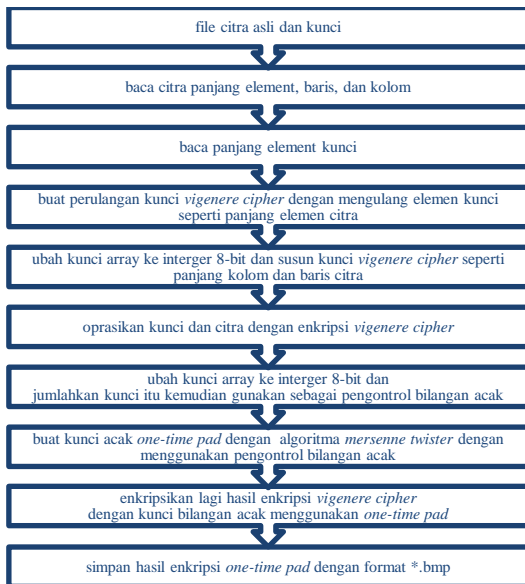 file citra asli dan kunci
baca citra panjang element, baris, dan kolom
baca panjang element kunci
buat perulangan kunci vigenere cipher dengan mengulang elemen kunci
seperti panjang elemen citra
ubah kunci array ke interger 8-bit dan susun kunci vigenere cipher seperti
panjang kolom dan baris citra
oprasikan kunci dan citra dengan enkripsi vigenere cipher
ubah kunci array ke interger 8-bit dan
jumlahkan kunci itu kemudian gunakan sebagai pengontrol bilangan acak
buat kunci acak one-time pad dengan algoritma mersenne twister dengan
menggunakan pengontrol bilangan acak
enkripsikan lagi hasil enkripsi vigenere cipher
dengan kunci bilangan acak menggunakan one-time pad
simpan hasil enkripsi one-time pad dengan format *.bmp